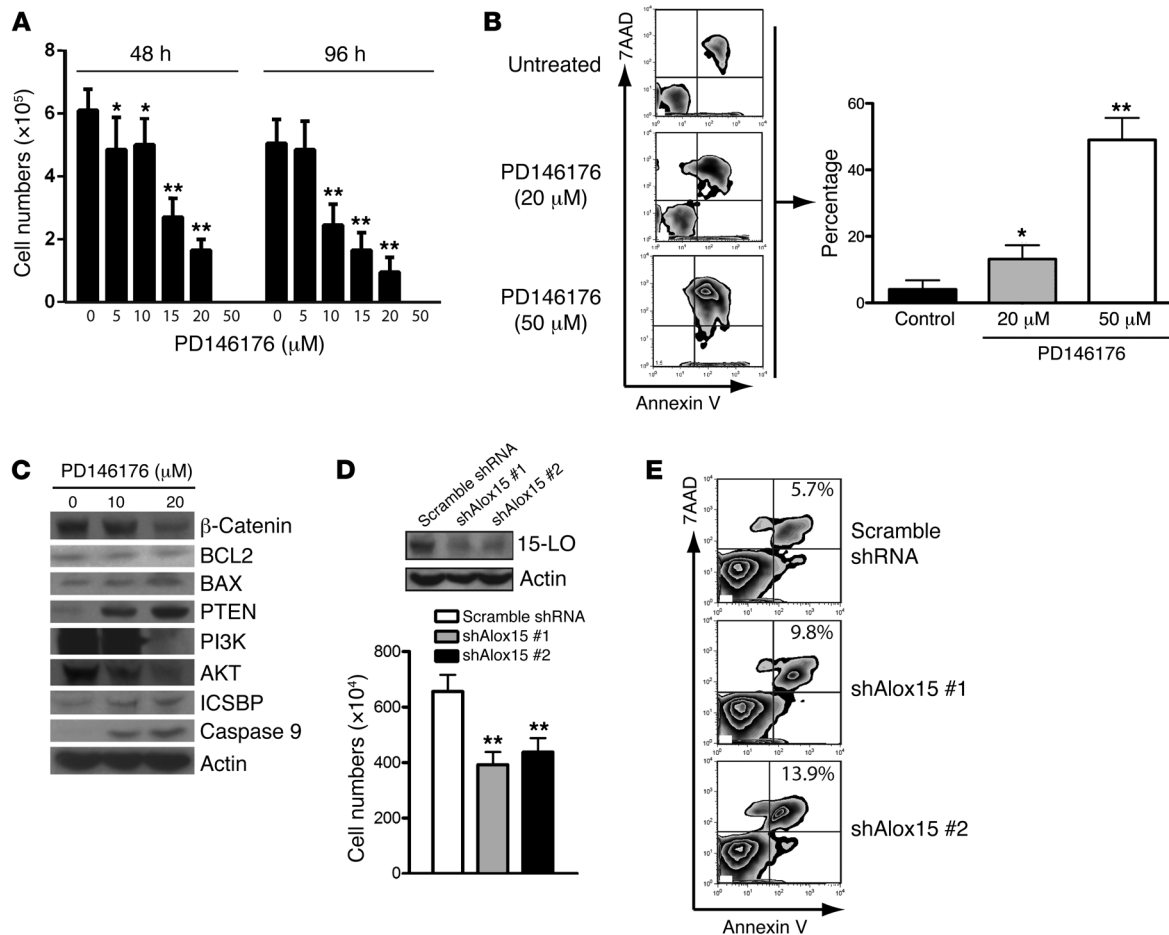 A
48 h
96 h
Cell numbers (×10⁵)
8
6
4
2
0
* * ** **
** ** **
0 5 10 15 20 50 0 5 10 15 20 50
PD146176 (μM)
B
7AAD
Untreated
PD146176
(20 μM)
PD146176
(50 μM)
Annexin V
Percentage
60
40
20
0
*
**
Control 20 μM 50 μM
PD146176
C
PD146176 (μM)
0 10 20
β-Catenin
BCL2
BAX
PTEN
PI3K
AKT
ICSBP
Caspase 9
Actin
D
Scramble shRNA
shAlox15 #1
shAlox15 #2
15-LO
Actin
Scramble shRNA
shAlox15 #1
shAlox15 #2
Cell numbers (×10⁴)
800
600
400
200
0
** **
E
7AAD
5.7%
Scramble
shRNA
9.8%
shAlox15 #1
13.9%
shAlox15 #2
10⁰ 10¹ 10² 10³ 10⁴
Annexin V